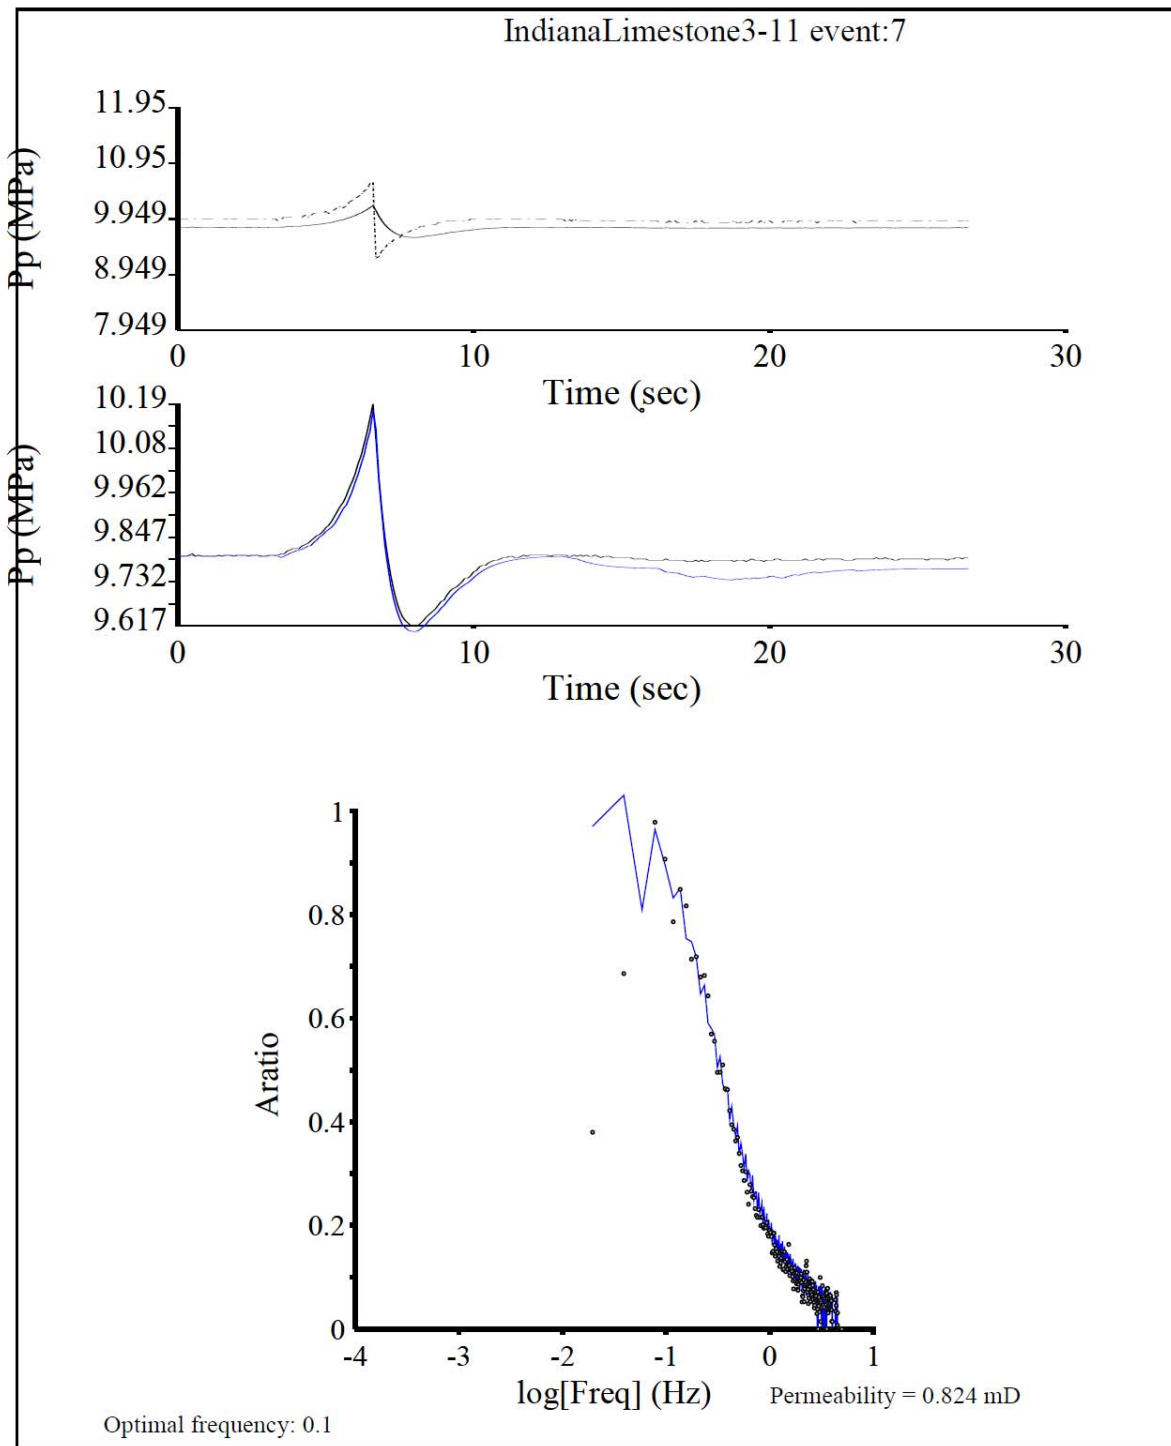 IndianaLimestone3-11 event:7
Pp (MPa)
11.95
10.95
9.949
8.949
7.949
0 10 20 30
Time (sec)
Pp (MPa)
10.19
10.08
9.962
9.847
9.732
9.617
0 10 20 30
Time (sec)
Aratio
1
0.8
0.6
0.4
0.2
0
-4 -3 -2 -1 0 1
log[Freq] (Hz)
Permeability = 0.824 mD
Optimal frequency: 0.1